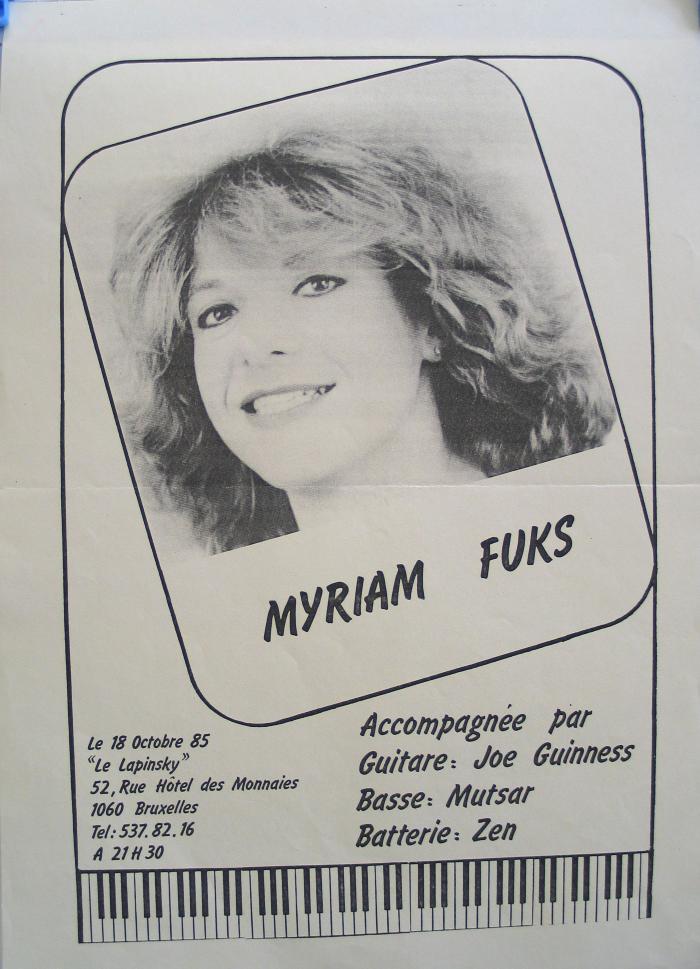 MYRIAM FUKS
Le 18 Octobre 85
"Le Lapinsky"
52, Rue Hôtel des Monnaies
1060 Bruxelles
Tel: 537.82.16
A 21 H 30
Accompagnée par
Guitare: Joe Guinness
Basse: Mutsar
Batterie: Zen